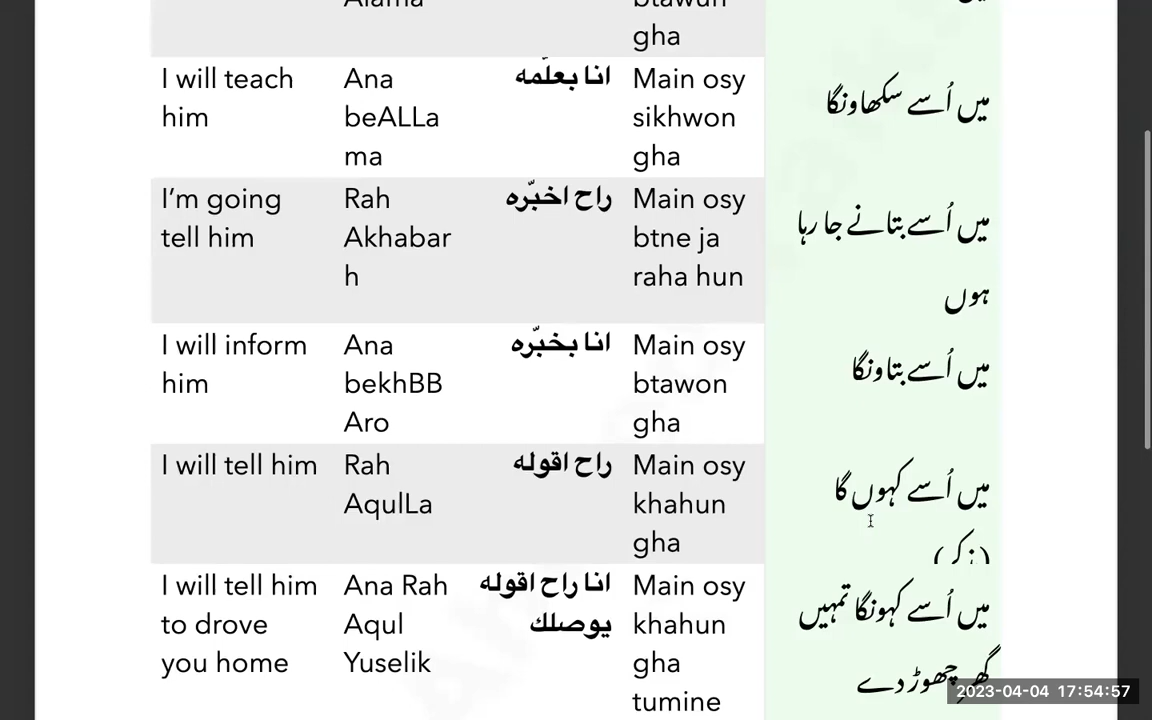 Alama
btawun
gha
میں
I will teach
him
Ana
beALLa
ma
انا بعلّمه
Main osy
sikhwon
gha
میں اُسے سکھاونگا
I’m going
tell him
Rah
Akhabar
h
راح اخبّره
Main osy
btne ja
raha hun
میں اُسے بتانے جا رہا
ہوں
I will inform
him
Ana
bekhBB
Aro
انا بخبّره
Main osy
btawon
gha
میں اُسے بتاونگا
I will tell him
Rah
AqulLa
راح اقوله
Main osy
khahun
gha
میں اُسے کہوں گا
I will tell him
to drove
you home
Ana Rah
Aqul
Yuselik
انا راح اقوله
يوصلك
Main osy
khahun
gha
tumine
میں اُسے کہونگا تمہیں
گھر چھوڑ دے
2023-04-04 17:54:57